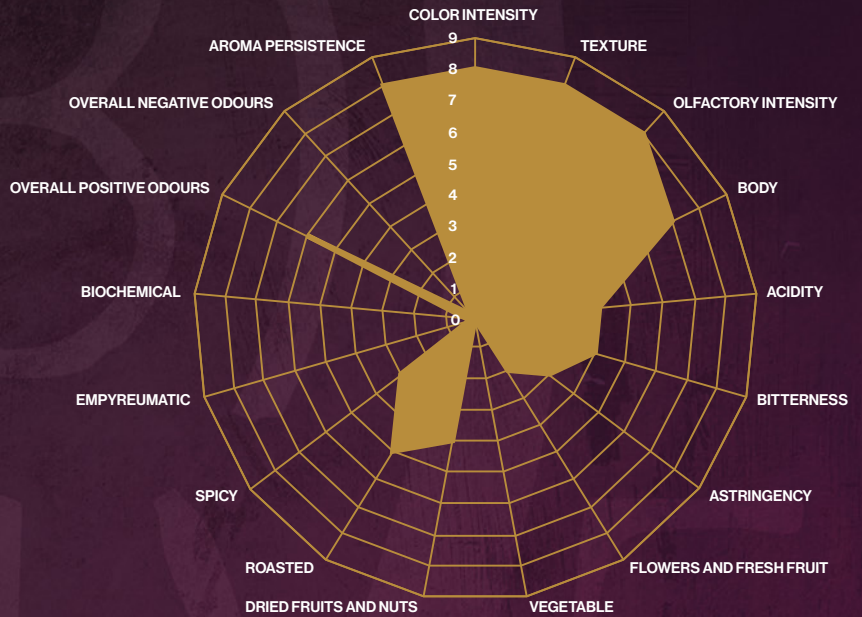 COLOR INTENSITY
TEXTURE
OLFACTORY INTENSITY
BODY
ACIDITY
BITTERNESS
ASTRINGENCY
FLOWERS AND FRESH FRUIT
VEGETABLE
DRIED FRUITS AND NUTS
ROASTED
SPICY
EMPYREUMATIC
BIOCHEMICAL
OVERALL POSITIVE ODOURS
OVERALL NEGATIVE ODOURS
AROMA PERSISTENCE
9
8
7
6
5
4
3
2
1
0